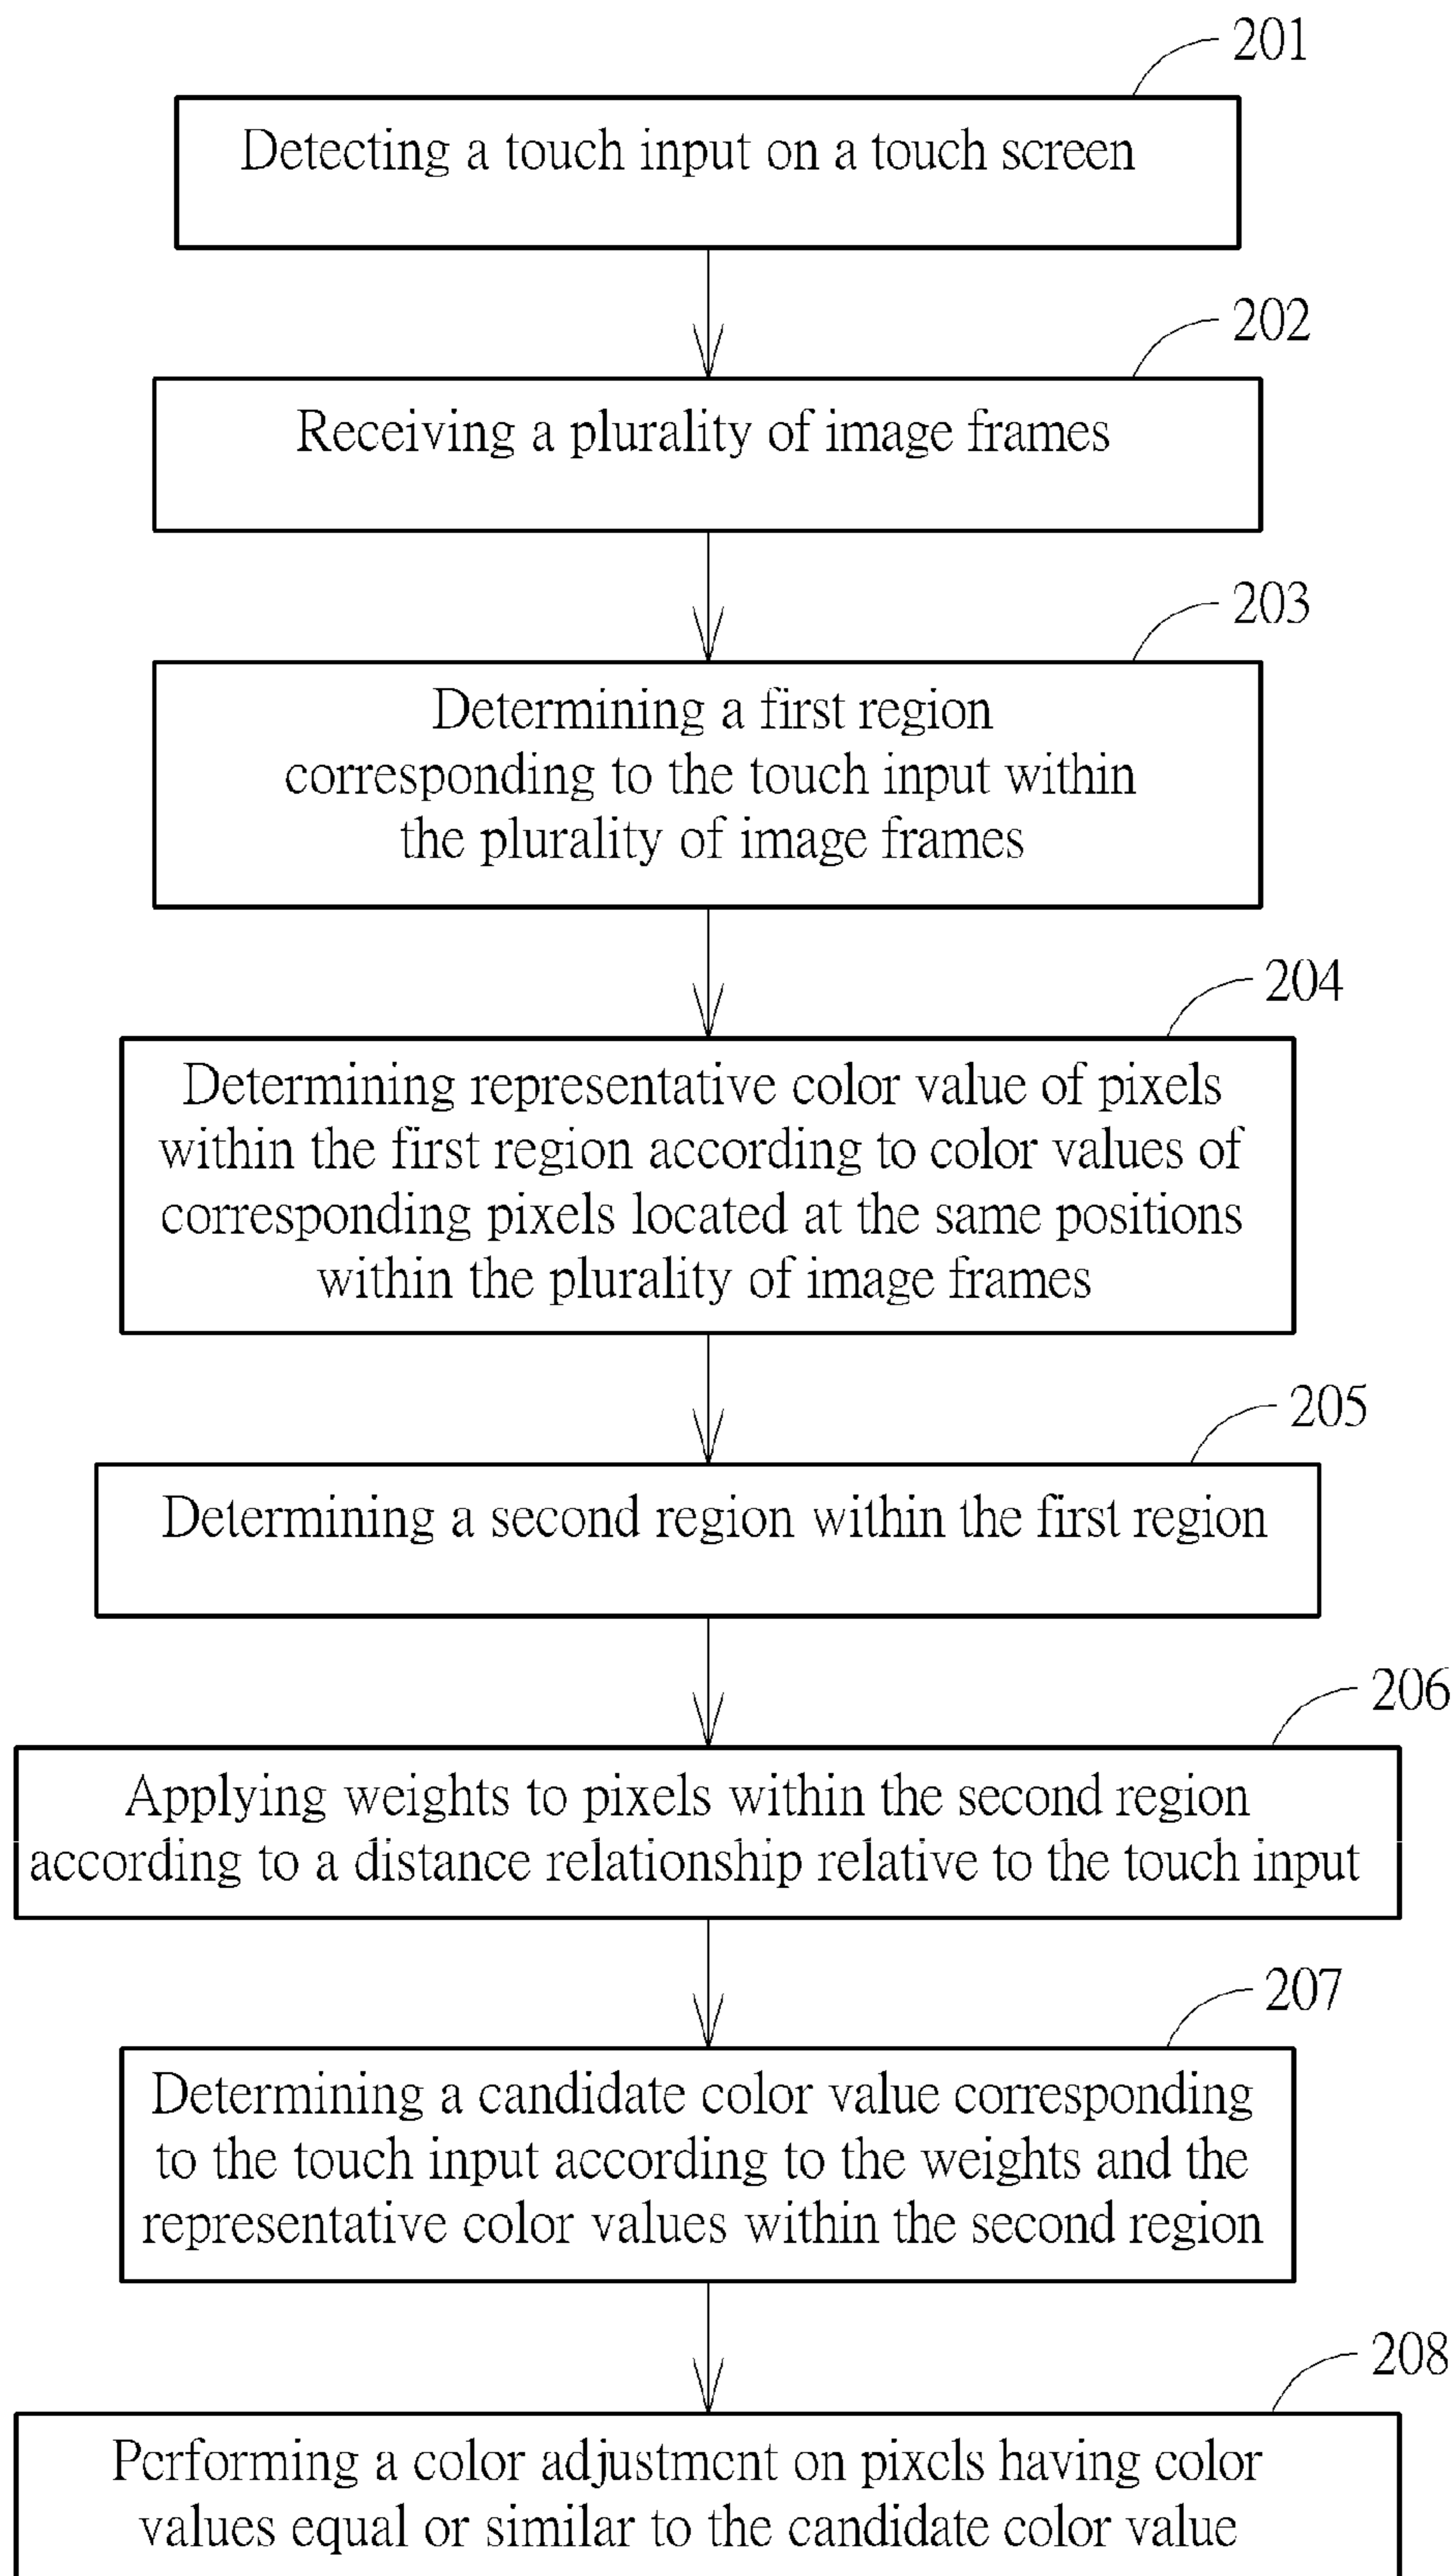 201
Detecting a touch input on a touch screen
202
Receiving a plurality of image frames
203
Determining a first region
corresponding to the touch input within
the plurality of image frames
204
Determining representative color value of pixels
within the first region according to color values of
corresponding pixels located at the same positions
within the plurality of image frames
205
Determining a second region within the first region
206
Applying weights to pixels within the second region
according to a distance relationship relative to the touch input
207
Determining a candidate color value corresponding
to the touch input according to the weights and the
representative color values within the second region
208
Performing a color adjustment on pixels having color
values equal or similar to the candidate color value